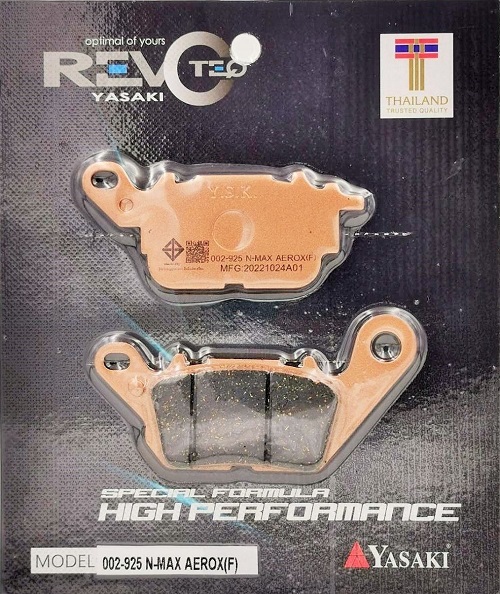 optimal of yours
REVO TEQ
YASAKI
THAILAND
TRUSTED QUALITY
Y.S.K.
002-925 N-MAX AEROX(F)
MFG:20221024A01
SPECIAL FORMULA
HIGH PERFORMANCE
MODEL 002-925 N-MAX AEROX(F)
YASAKI